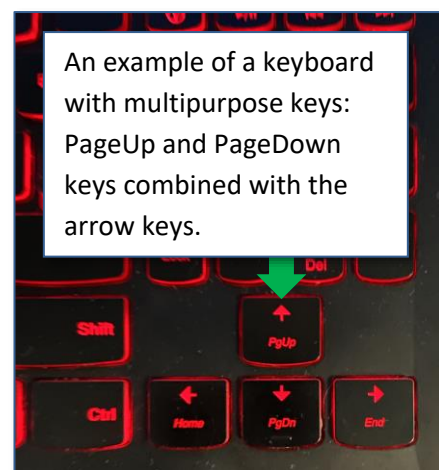 An example of a keyboard
with multipurpose keys:
PageUp and PageDown
keys combined with the
arrow keys.
Del
Shift
PgUp
Ctrl
Home
PgDn
End